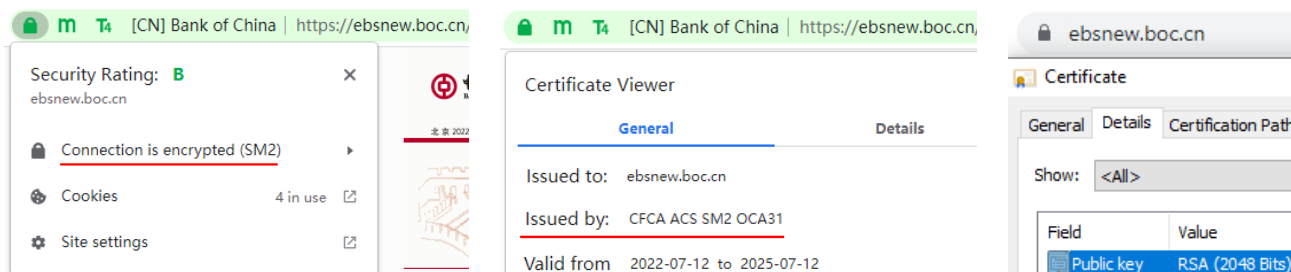 m T4 [CN] Bank of China | https://ebsnew.boc.cn/
Security Rating: B
ebsnew.boc.cn
Connection is encrypted (SM2)
Cookies 4 in use
Site settings
北京 2022
m T4 [CN] Bank of China | https://ebsnew.boc.cn/
Certificate Viewer
General Details
Issued to: ebsnew.boc.cn
Issued by: CFCA ACS SM2 OCA31
Valid from 2022-07-12 to 2025-07-12
ebsnew.boc.cn
Certificate
General Details Certification Path
Show: <All>
Field Value
Public key RSA (2048 Bits)